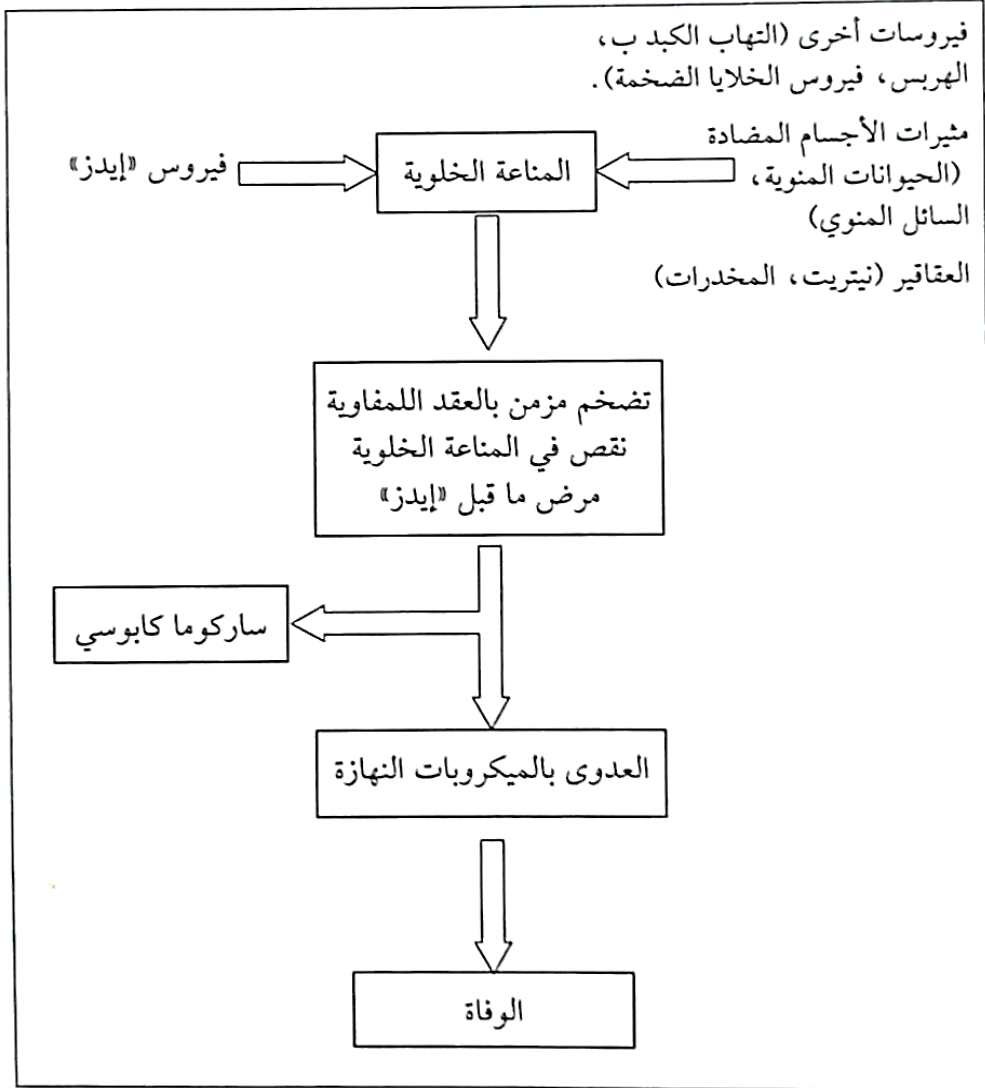 فيروسات أخرى (التهاب الكبد ب،
الهربس، فيروس الخلايا الضخمة).
مثيرات الأجسام المضادة
(الحيوانات المنوية،
السائل المنوي)
العقاقير (نيتريت، المخدرات)
المناعة الخلوية
فيروس «إيدز»
تضخم مزمن بالعقد اللمفاوية
نقص في المناعة الخلوية
مرض ما قبل «إيدز»
ساركوما كابوسي
العدوى بالميكروبات النهازة
الوفاة